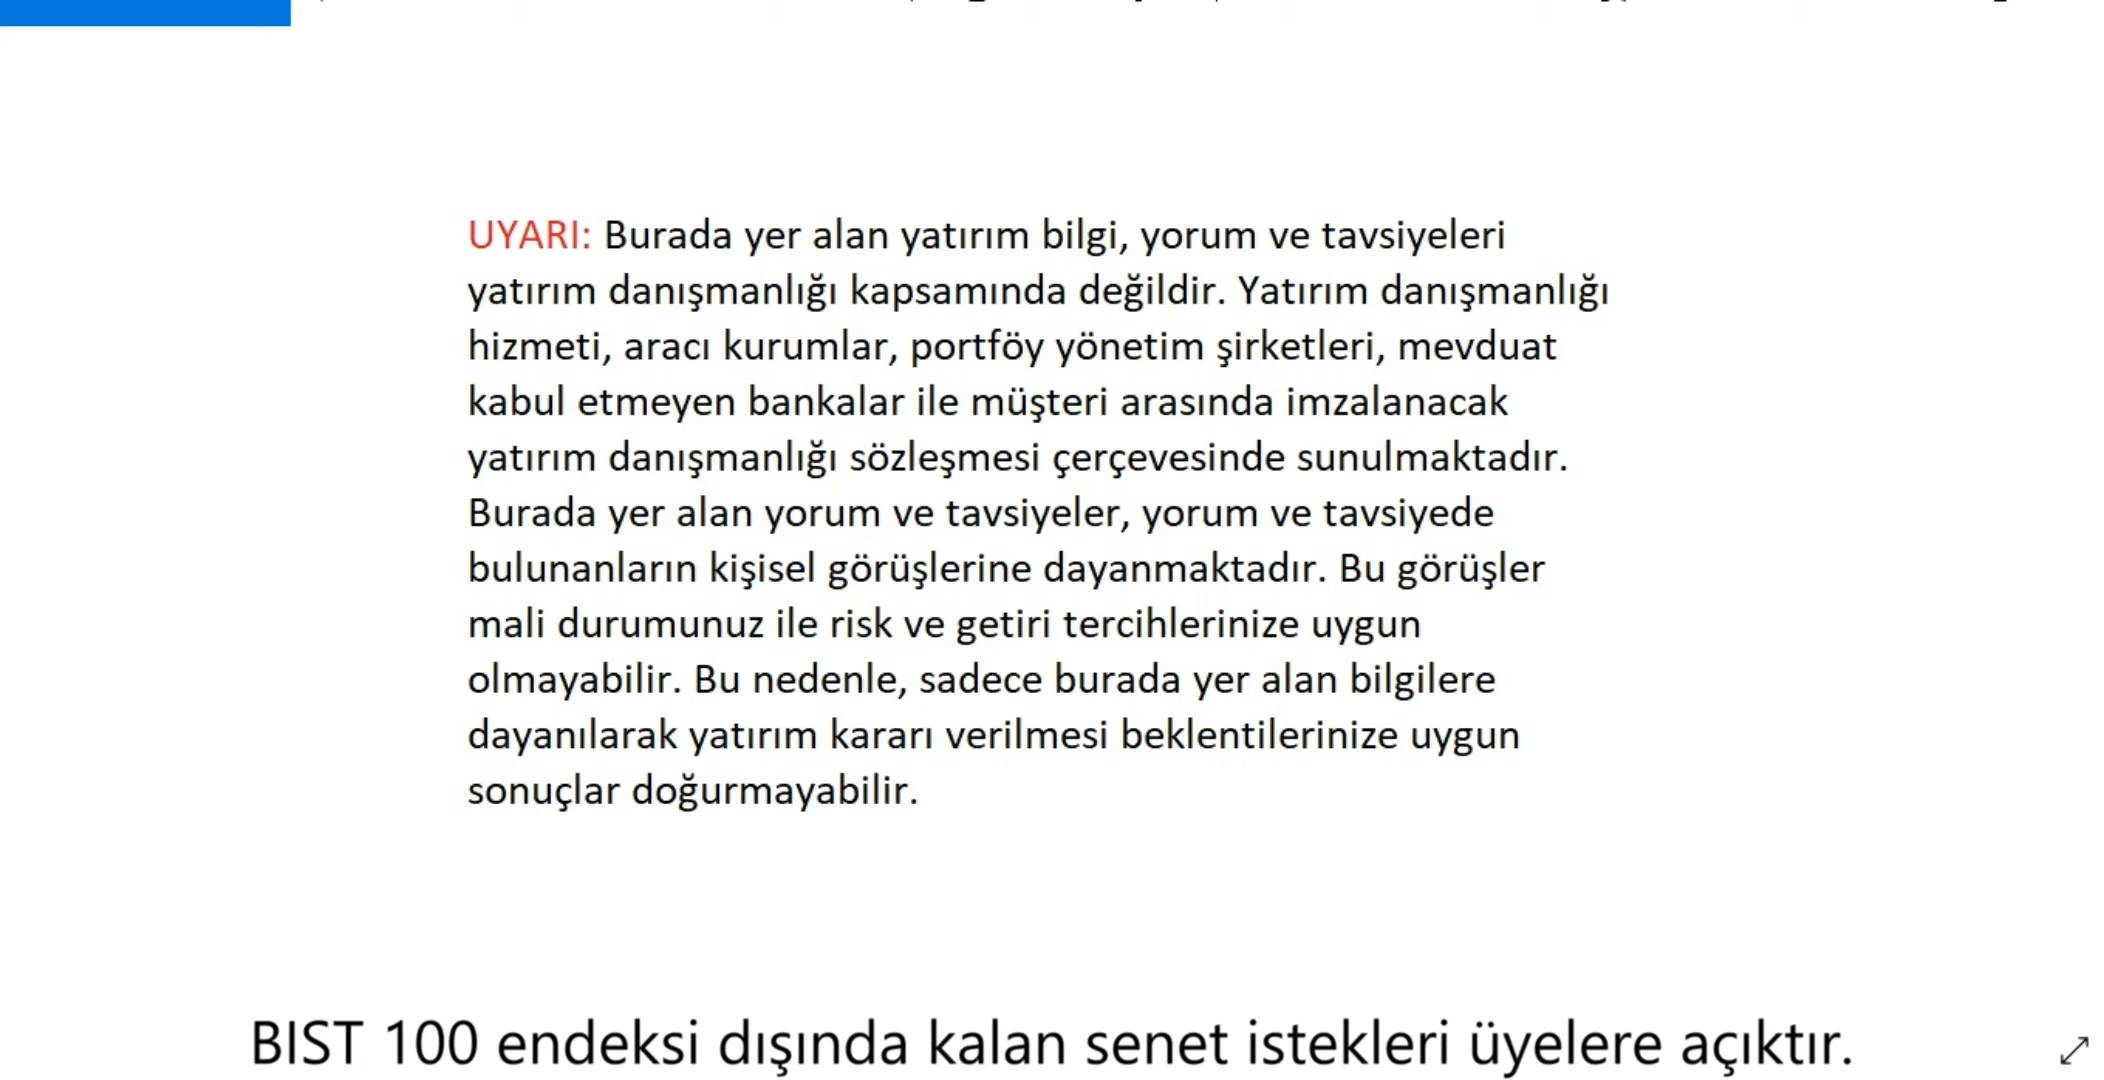 UYARI: Burada yer alan yatırım bilgi, yorum ve tavsiyeleri
yatırım danışmanlığı kapsamında değildir. Yatırım danışmanlığı
hizmeti, aracı kurumlar, portföy yönetim şirketleri, mevduat
kabul etmeyen bankalar ile müşteri arasında imzalanacak
yatırım danışmanlığı sözleşmesi çerçevesinde sunulmaktadır.
Burada yer alan yorum ve tavsiyeler, yorum ve tavsiyede
bulunanların kişisel görüşlerine dayanmaktadır. Bu görüşler
mali durumunuz ile risk ve getiri tercihlerinize uygun
olmayabilir. Bu nedenle, sadece burada yer alan bilgilere
dayanılarak yatırım kararı verilmesi beklentilerinize uygun
sonuçlar doğurmayabilir.
BIST 100 endeksi dışında kalan senet istekleri üyelere açıktır.